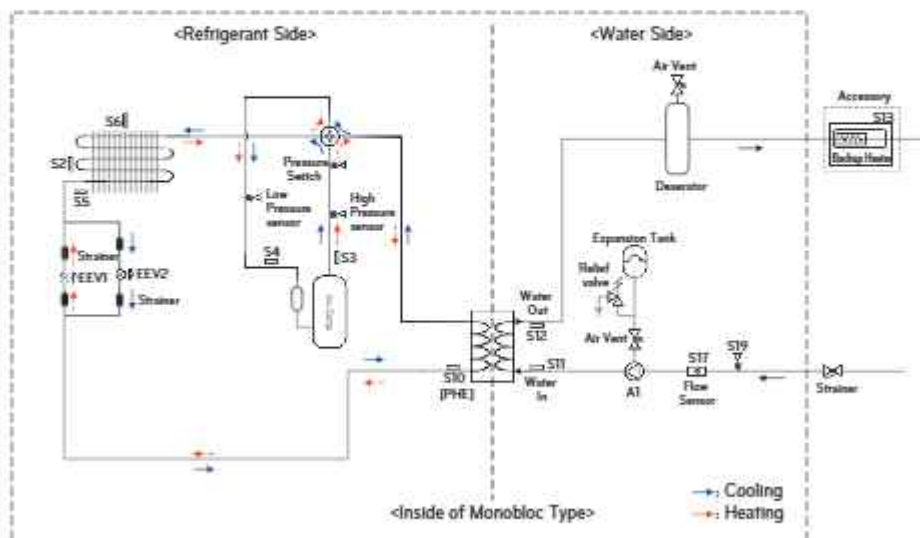 <Refrigerant Side>
<Water Side>
Air Vent
Accessory
S13
Backup Heater
S6
S2
S5
Pressure
Switch
Low
Pressure
sensor
High
Pressure
sensor
Deaerator
S4
S3
Strainer
EEV1
EEV2
Strainer
Expansion Tank
Relief
valve
Water
Out
S12
Air Vent
S11
S10
[PHE]
Water
In
A1
S17
Flow
Sensor
S19
Strainer
<Inside of Monobloc Type>
: Cooling
: Heating